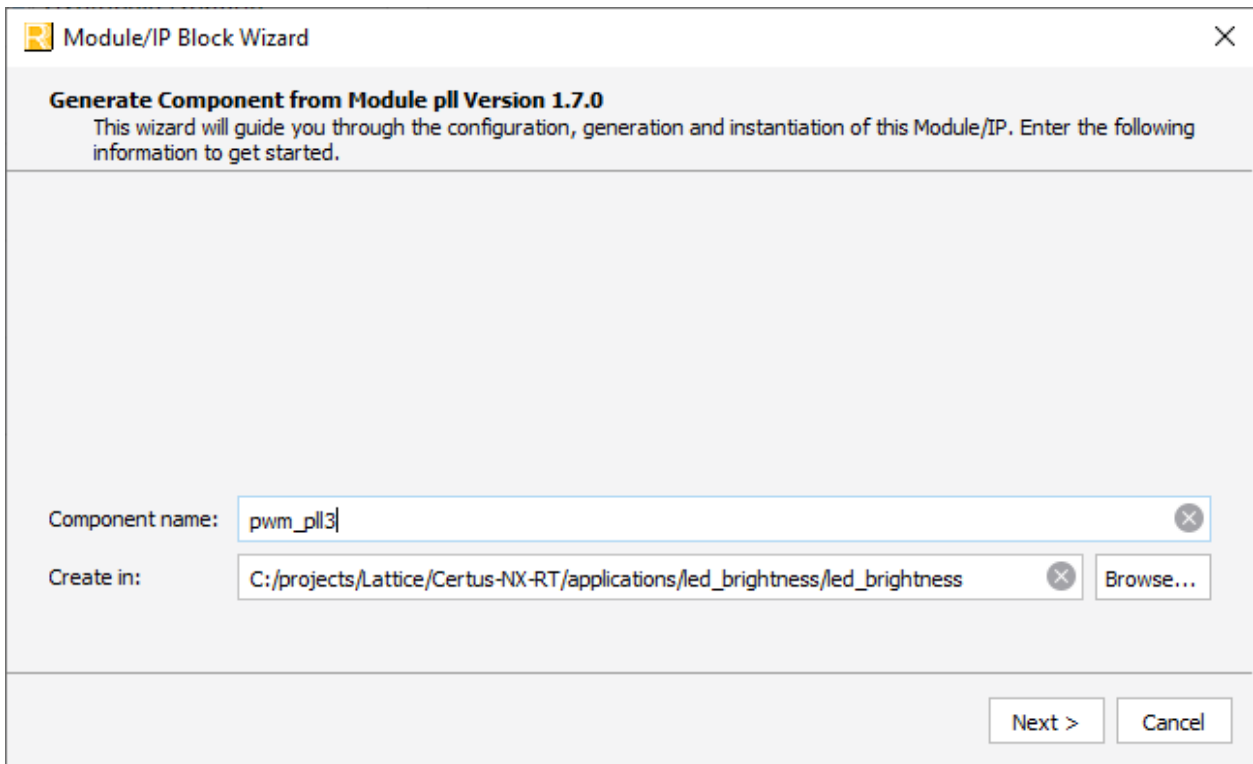 Module/IP Block Wizard
Generate Component from Module pll Version 1.7.0
This wizard will guide you through the configuration, generation and instantiation of this Module/IP. Enter the following
information to get started.
Component name: pwm_pll3
Create in: C:/projects/Lattice/Certus-NX-RT/applications/led_brightness/led_brightness Browse...
Next > Cancel